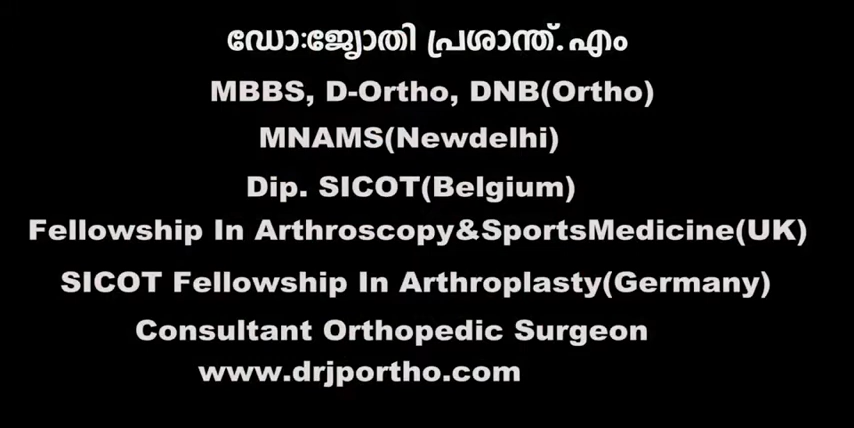 ഡോ:ജ്യോതി പ്രശാന്ത്.എം
MBBS, D-Ortho, DNB(Ortho)
MNAMS(Newdelhi)
Dip. SICOT(Belgium)
Fellowship In Arthroscopy&SportsMedicine(UK)
SICOT Fellowship In Arthroplasty(Germany)
Consultant Orthopedic Surgeon
www.drjportho.com